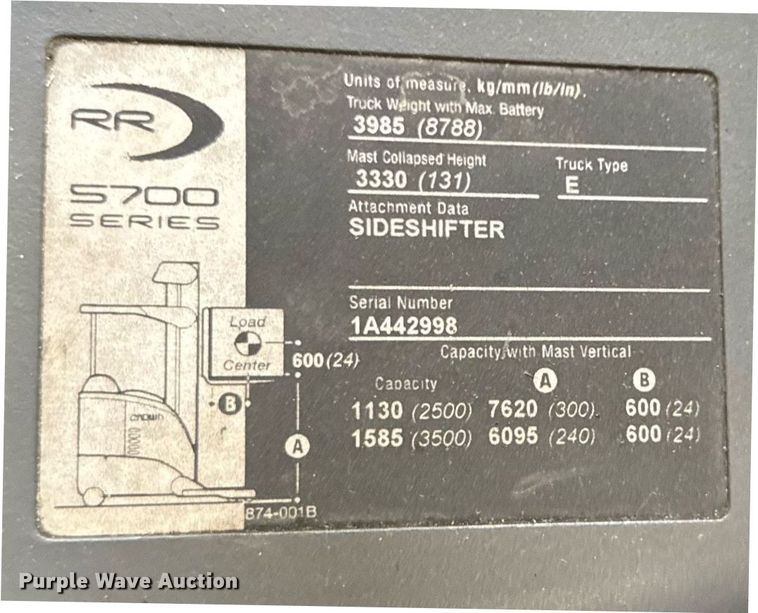 RR
5700
SERIES
Units of measure, kg/mm (lb/in).
Truck Weight with Max. Battery
3985 (8788)
Mast Collapsed Height
3330 (131)
Truck Type
E
Attachment Data
SIDESHIFTER
Serial Number
1A442998
Capacity with Mast Vertical
Capacity A B
1130 (2500) 7620 (300) 600 (24)
1585 (3500) 6095 (240) 600 (24)
Load
Center
600 (24)
B
A
CROWN
874-001B
Purple Wave Auction